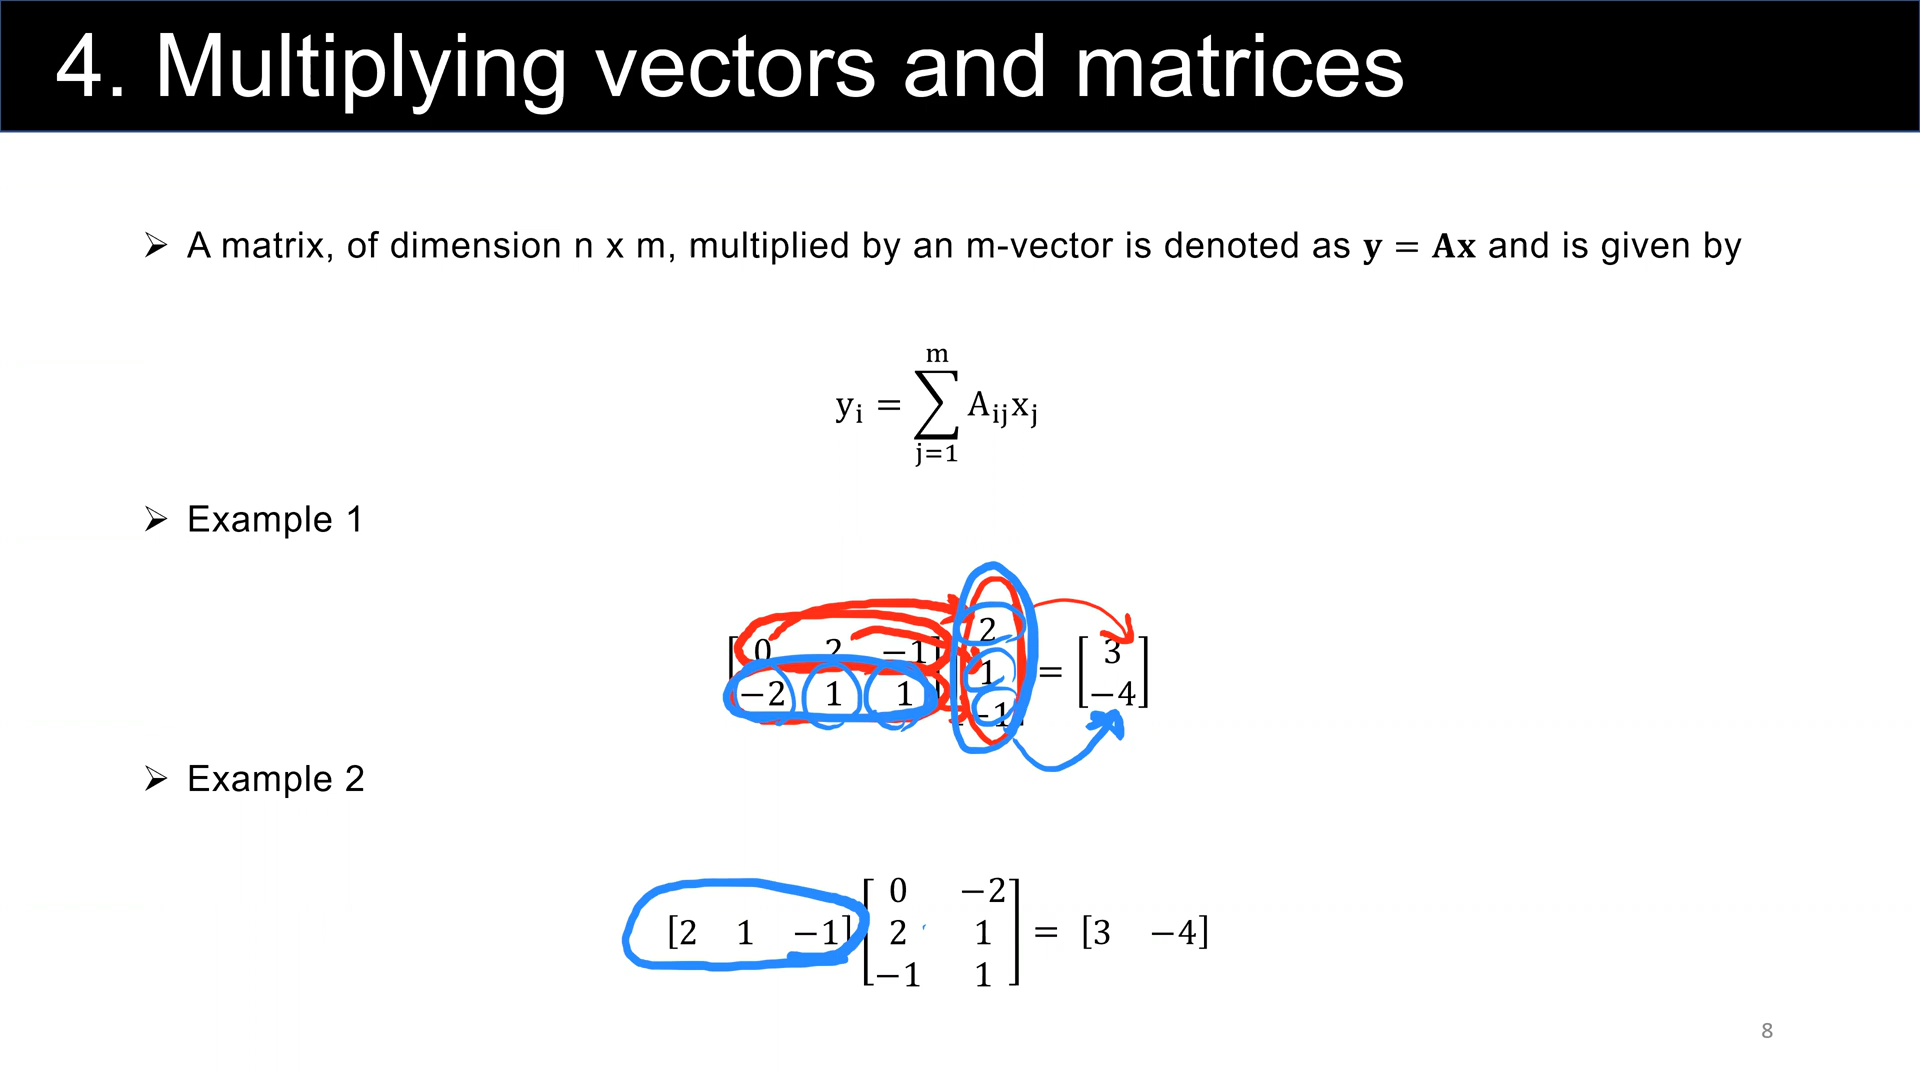 4. Multiplying vectors and matrices
➢ A matrix, of dimension n x m, multiplied by an m-vector is denoted as y = Ax and is given by
m
yᵢ = ∑ Aᵢⱼxⱼ
j=1
➢ Example 1
[0 2 −1] [2] [3]
[−2 1 1] [1] = [−4]
[−1]
➢ Example 2
[0 −2]
[2 1 −1] [2 1] = [3 −4]
[−1 1]
8